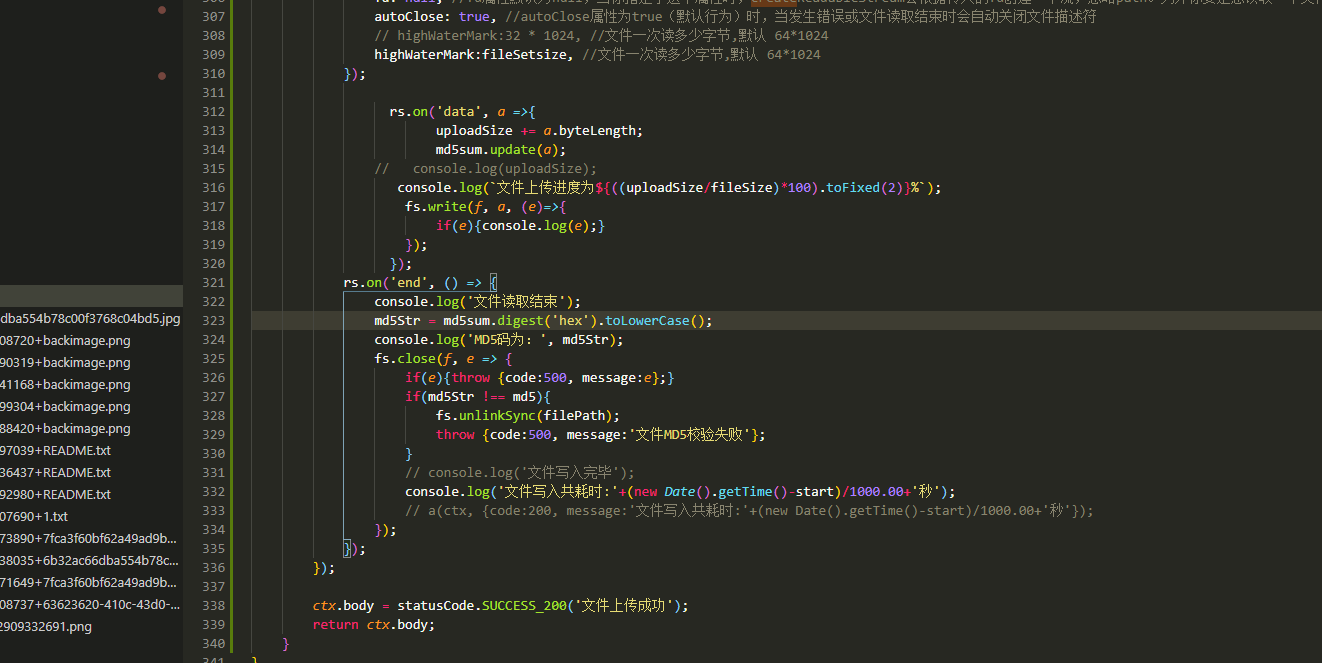 307 autoClose: true, //autoClose属性为true（默认行为）时，当发生错误或文件读取结束时会自动关闭文件描述符
308 // highWaterMark:32 * 1024, //文件一次读多少字节,默认 64*1024
309 highWaterMark:fileSetsize, //文件一次读多少字节,默认 64*1024
310 });
311
312 rs.on('data', a =>{
313 uploadSize += a.byteLength;
314 md5sum.update(a);
315 // console.log(uploadSize);
316 console.log(`文件上传进度为${((uploadSize/fileSize)*100).toFixed(2)}%`);
317 fs.write(f, a, (e)=>{
318 if(e){console.log(e);}
319 });
320 });
321 rs.on('end', () => {
322 console.log('文件读取结束');
323 md5Str = md5sum.digest('hex').toLowerCase();
324 console.log('MD5码为：', md5Str);
325 fs.close(f, e => {
326 if(e){throw {code:500, message:e};}
327 if(md5Str !== md5){
328 fs.unlinkSync(filePath);
329 throw {code:500, message:'文件MD5校验失败'};
330 }
331 // console.log('文件写入完毕');
332 console.log('文件写入共耗时:'+(new Date().getTime()-start)/1000.00+'秒');
333 // a(ctx, {code:200, message:'文件写入共耗时:'+(new Date().getTime()-start)/1000.00+'秒'});
334 });
335 });
336 });
337
338 ctx.body = statusCode.SUCCESS_200('文件上传成功');
339 return ctx.body;
340 }
dba554b78c00f3768c04bd5.jpg
08720+backimage.png
90319+backimage.png
41168+backimage.png
99304+backimage.png
88420+backimage.png
97039+README.txt
36437+README.txt
92980+README.txt
07690+1.txt
73890+7fca3f60bf62a49ad9b...
38035+6b32ac66dba554b78c...
71649+7fca3f60bf62a49ad9b...
08737+63623620-410c-43d0-...
2909332691.png